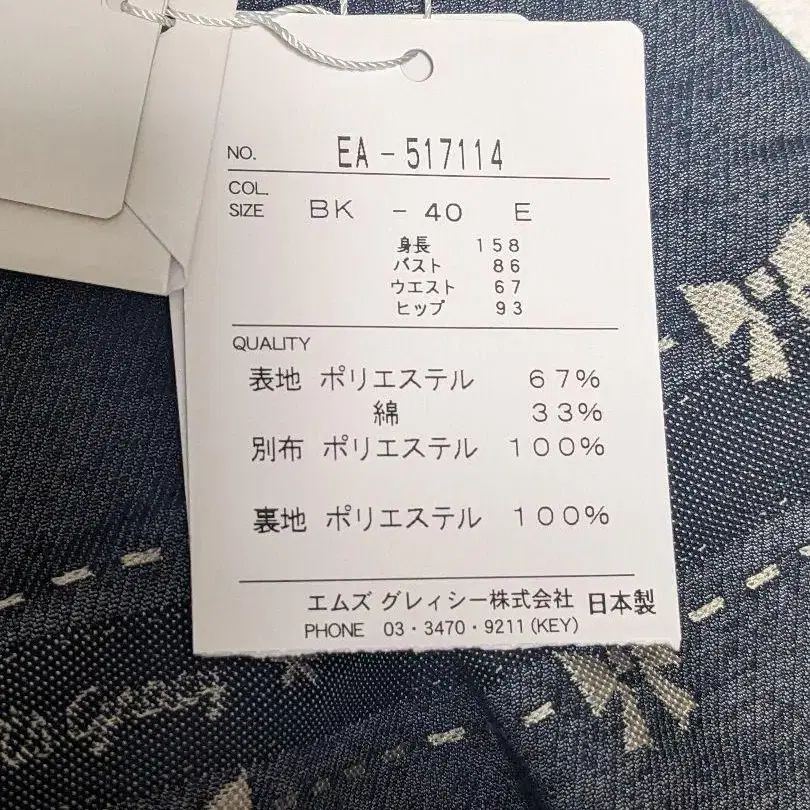 NO. EA-517114
COL.
SIZE BK - 40 E
身長 158
バスト 86
ウエスト 67
ヒップ 93
QUALITY
表地 ポリエステル 67%
綿 33%
別布 ポリエステル 100%
裏地 ポリエステル 100%
エムズ グレィシー株式会社 日本製
PHONE 03・3470・9211(KEY)